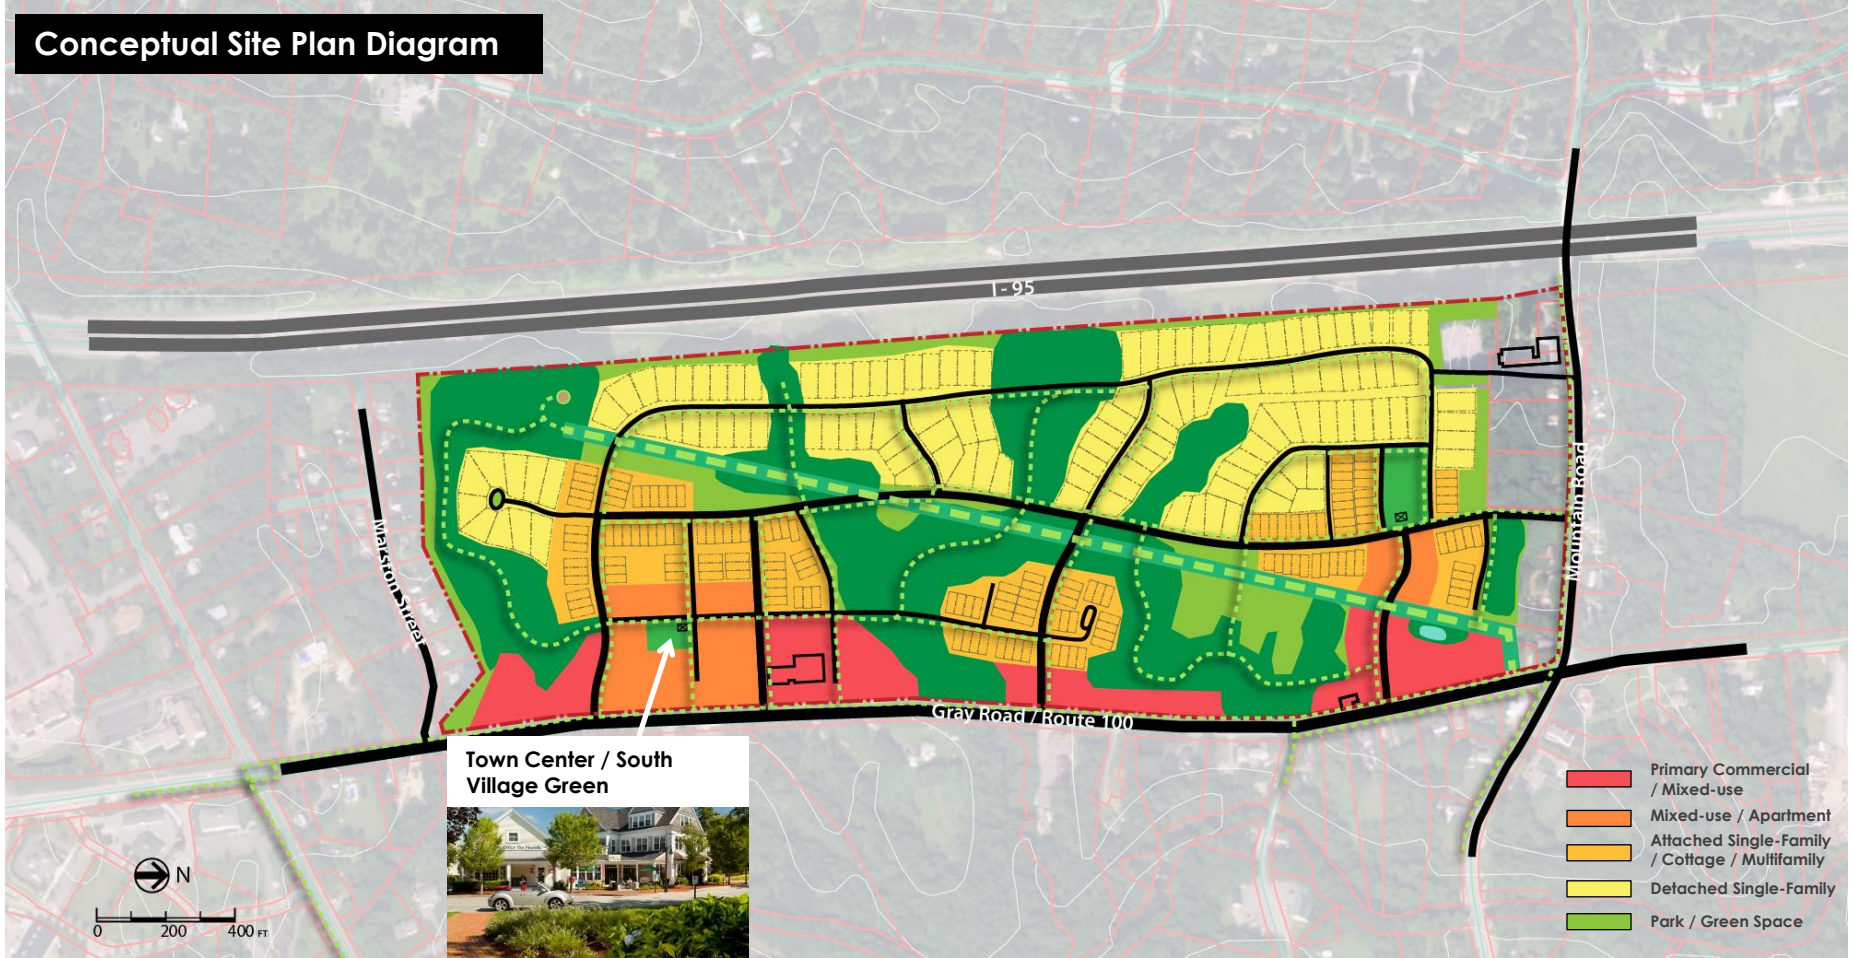 Conceptual Site Plan Diagram
I - 95
Mountain Road
Marston Street
Gray Road / Route 100
Town Center / South
Village Green
N
0 200 400 FT
Primary Commercial
/ Mixed-use
Mixed-use / Apartment
Attached Single-Family
/ Cottage / Multifamily
Detached Single-Family
Park / Green Space